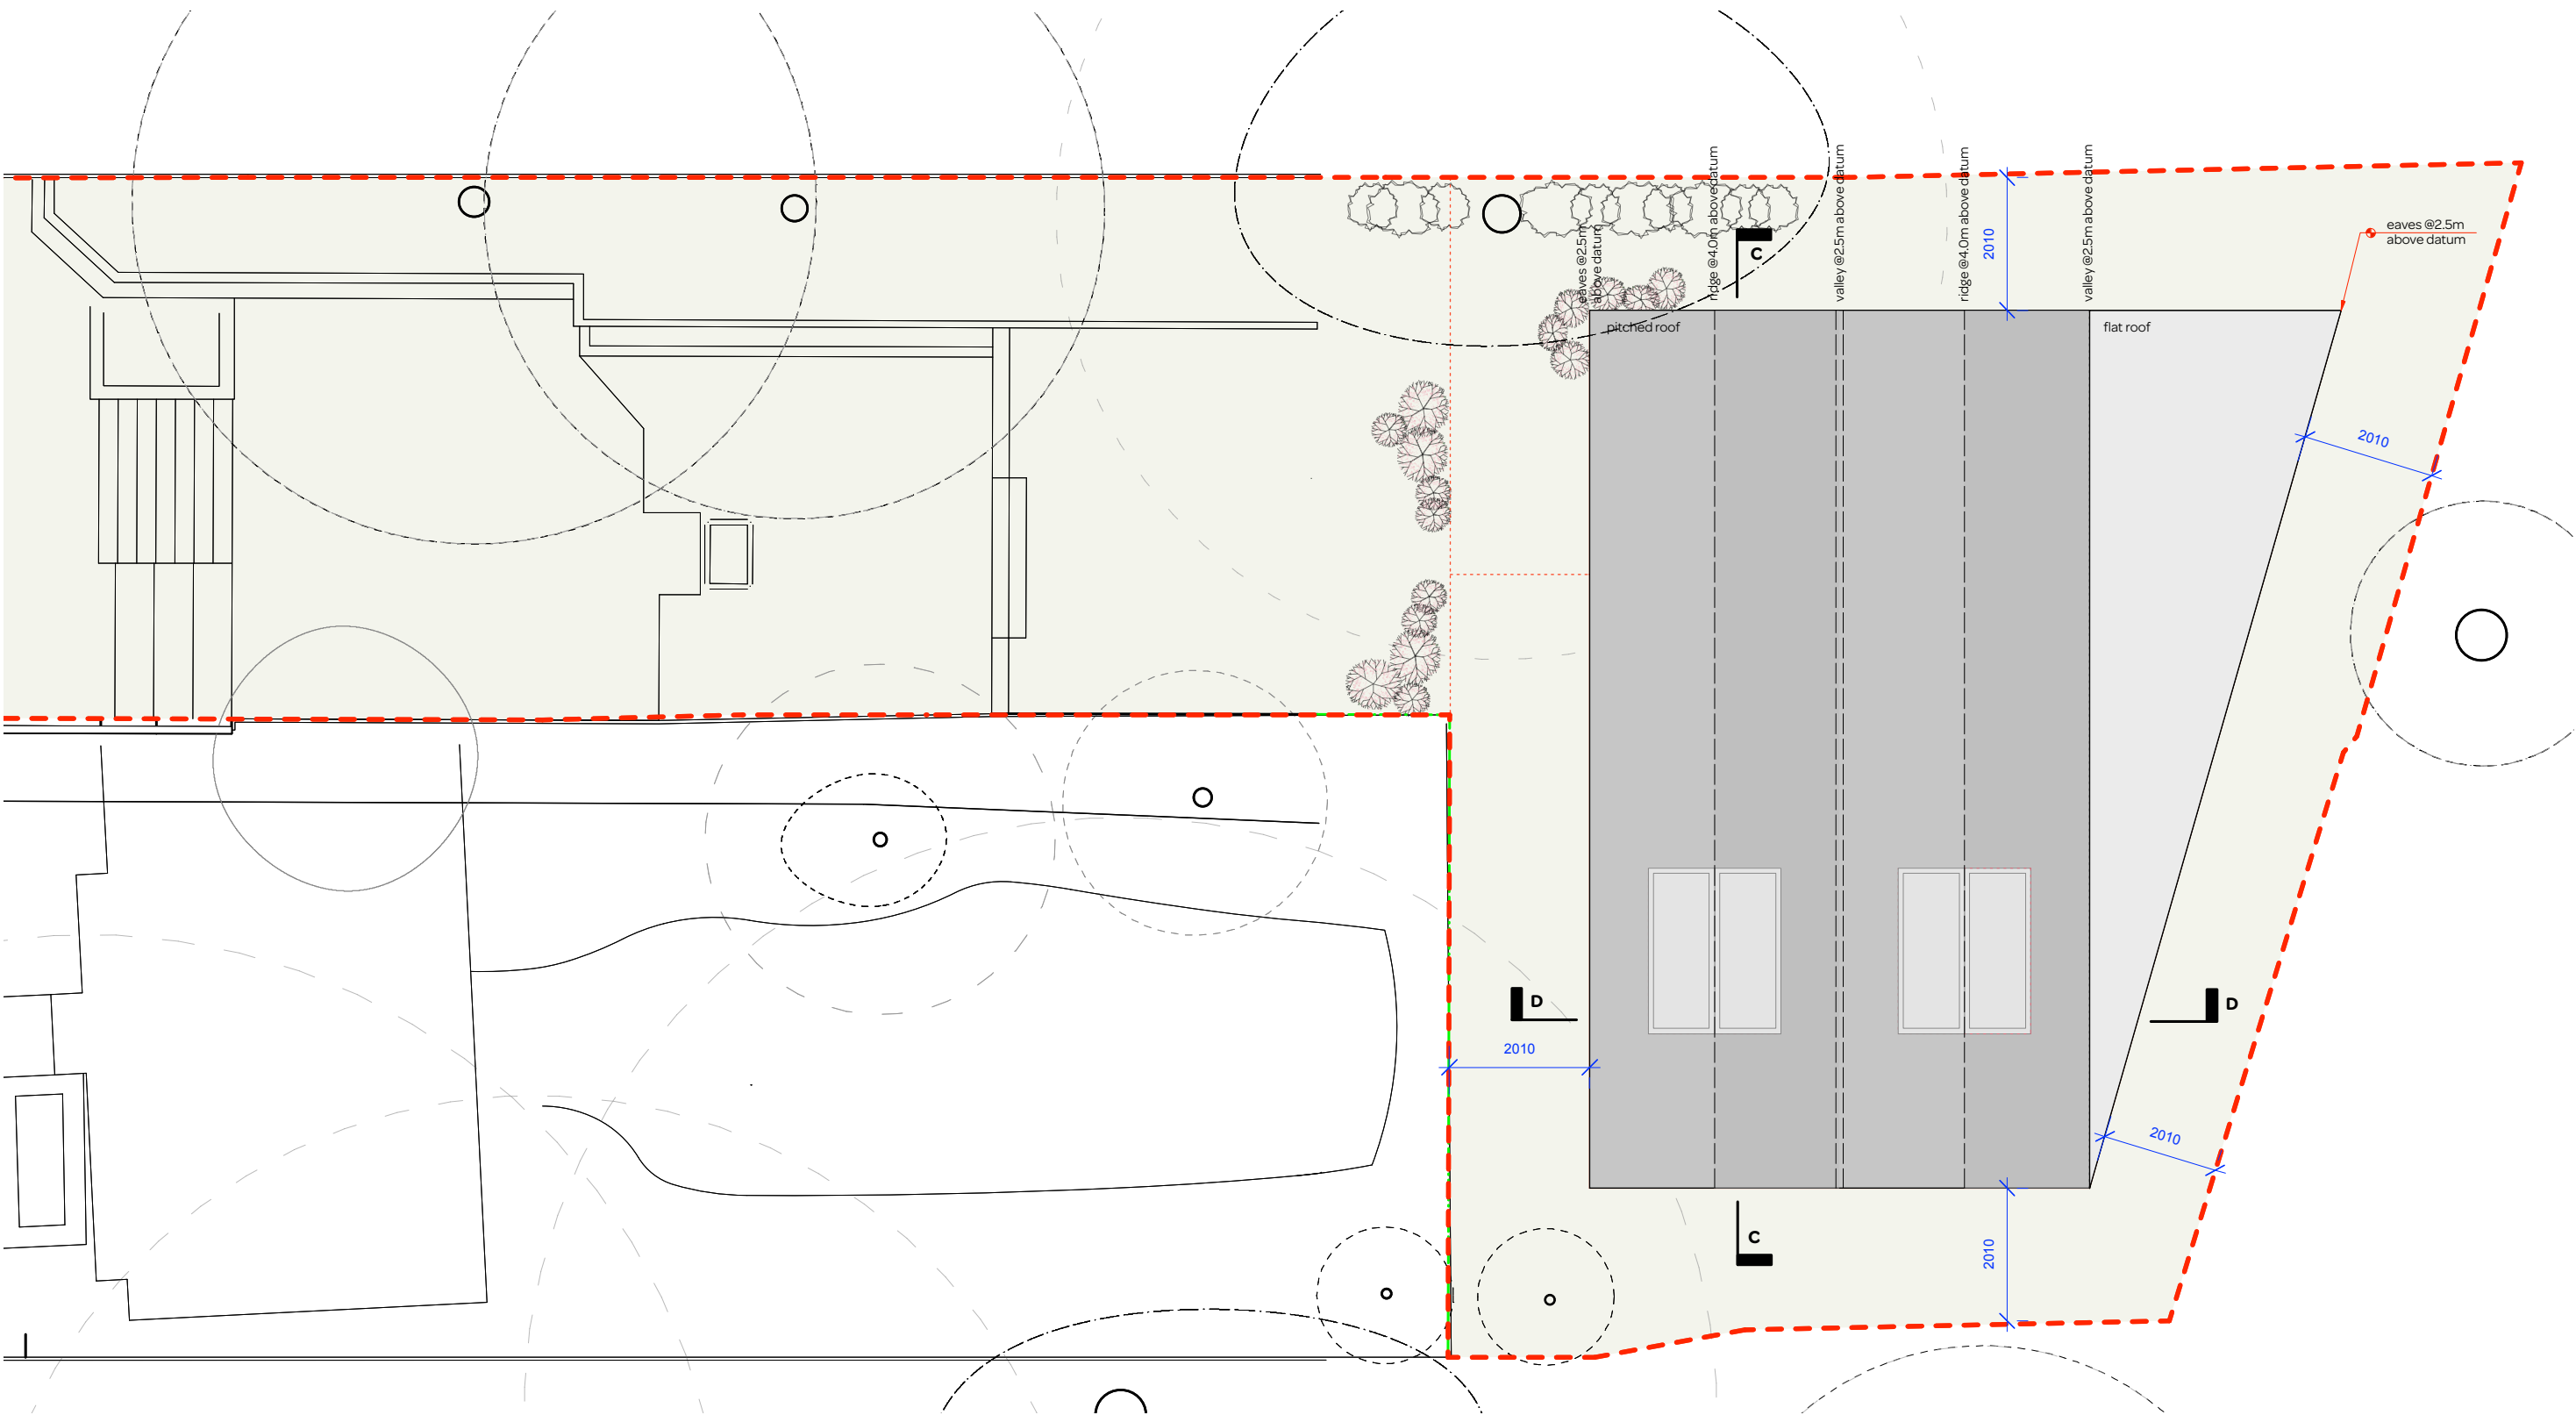 eaves @2.5m
above datum
ridge @4.0m above datum
valley @2.5m above datum
ridge @4.0m above datum
valley @2.5m above datum
2010
C
eaves @2.5m
above datum
pitched roof
flat roof
2010
D
D
2010
2010
C
2010